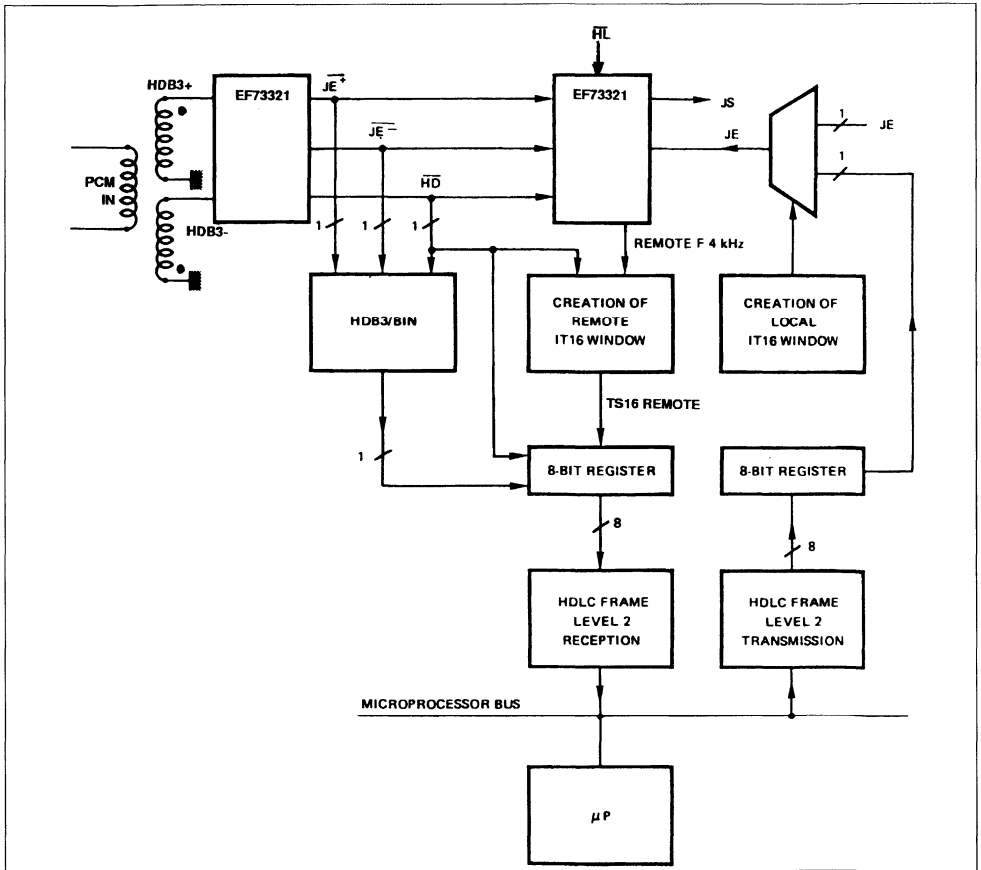 HL
HDB3+
EF73321
JE+
EF73321
JS
1
JE
JE–
JE
1
PCM
IN
HD
HDB3-
1
1
1
REMOTE F 4 kHz
HDB3/BIN
CREATION OF
REMOTE
IT16 WINDOW
CREATION OF
LOCAL
IT16 WINDOW
TS16 REMOTE
1
8-BIT REGISTER
8-BIT REGISTER
8
8
HDLC FRAME
LEVEL 2
RECEPTION
HDLC FRAME
LEVEL 2
TRANSMISSION
MICROPROCESSOR BUS
μP